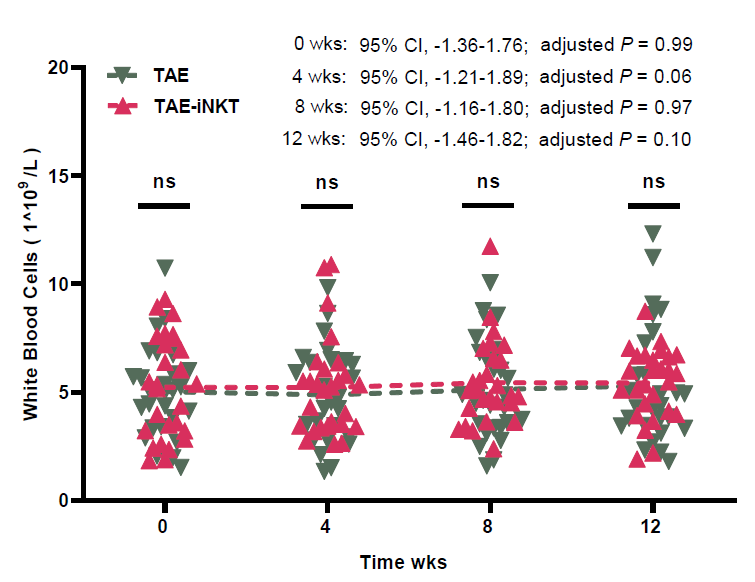 0 wks: 95% CI, -1.36-1.76; adjusted P = 0.99
4 wks: 95% CI, -1.21-1.89; adjusted P = 0.06
8 wks: 95% CI, -1.16-1.80; adjusted P = 0.97
12 wks: 95% CI, -1.46-1.82; adjusted P = 0.10
TAE
TAE-iNKT
ns ns ns ns
20
15
10
5
0
White Blood Cells ( 1^10⁹ /L )
0 4 8 12
Time wks